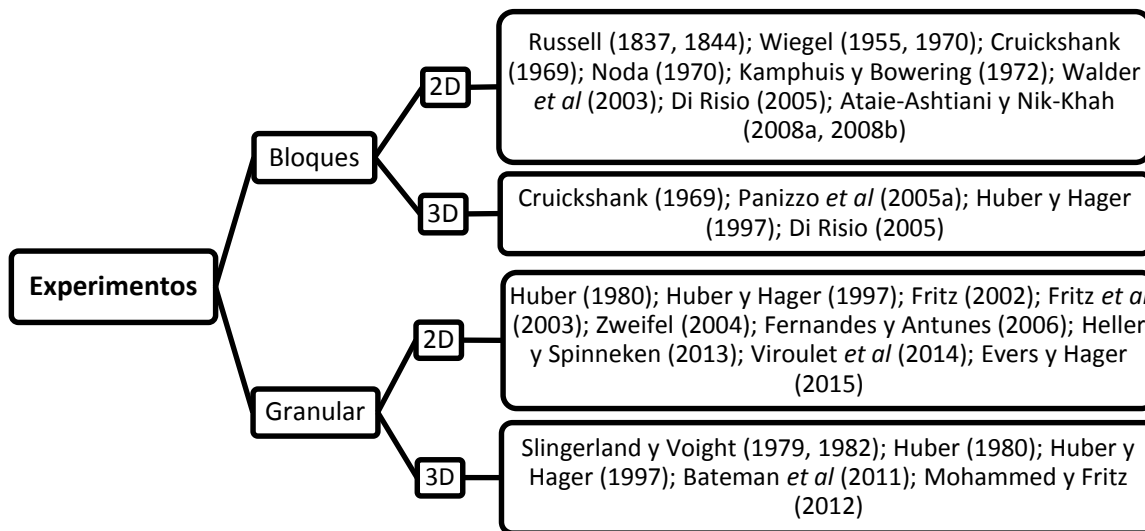 Russell (1837, 1844); Wiegel (1955, 1970); Cruickshank
(1969); Noda (1970); Kamphuis y Bowering (1972); Walder
et al (2003); Di Risio (2005); Ataie-Ashtiani y Nik-Khah
(2008a, 2008b)
2D
Bloques
3D
Cruickshank (1969); Panizzo et al (2005a); Huber y Hager
(1997); Di Risio (2005)
Experimentos
Huber (1980); Huber y Hager (1997); Fritz (2002); Fritz et al
(2003); Zweifel (2004); Fernandes y Antunes (2006); Heller
y Spinneken (2013); Viroulet et al (2014); Evers y Hager
(2015)
2D
Granular
3D
Slingerland y Voight (1979, 1982); Huber (1980); Huber y
Hager (1997); Bateman et al (2011); Mohammed y Fritz
(2012)